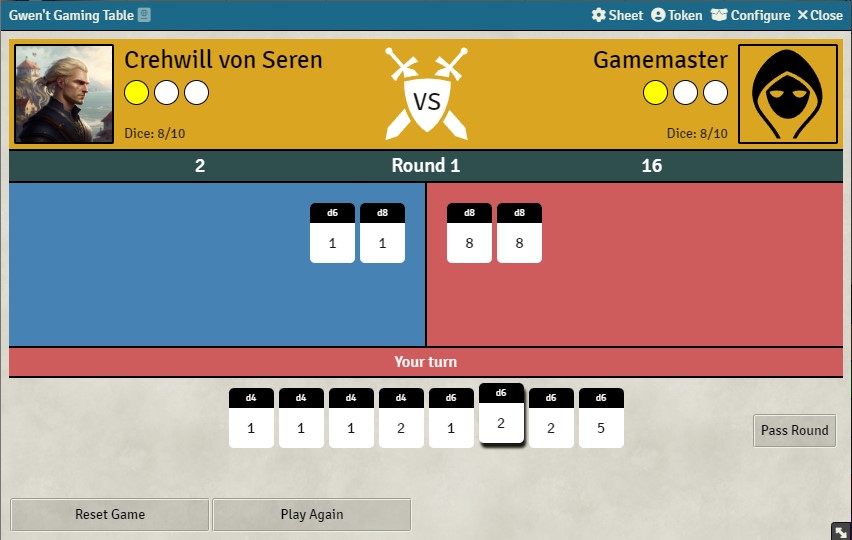 Gwen't Gaming Table Sheet Token Configure Close
Crehwill von Seren
VS
Gamemaster
Dice: 8/10
Dice: 8/10
2 Round 1 16
d6 d8 d8 d8
1 1 8 8
Your turn
d4 d4 d4 d4 d6 d6 d6 d6
1 1 1 2 1 2 2 5
Pass Round
Reset Game Play Again